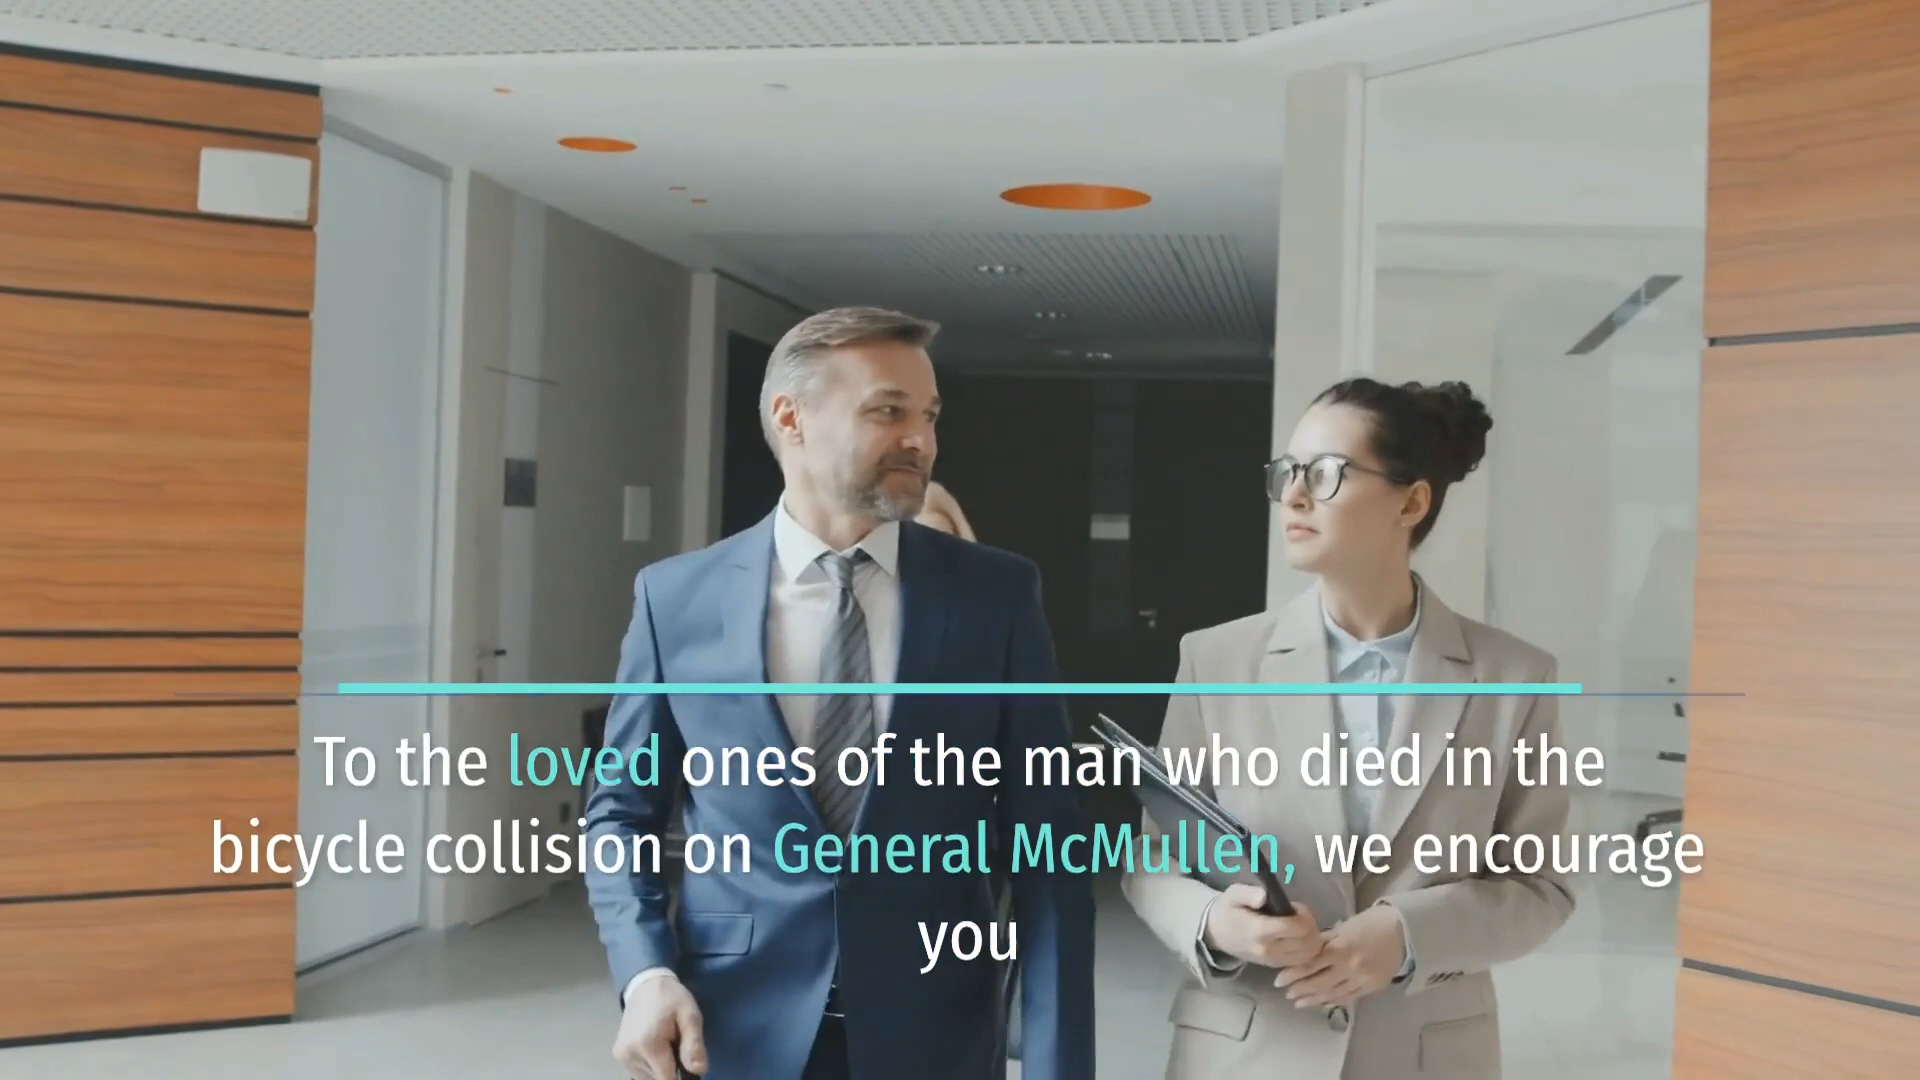 To the loved ones of the man who died in the
bicycle collision on General McMullen, we encourage
you